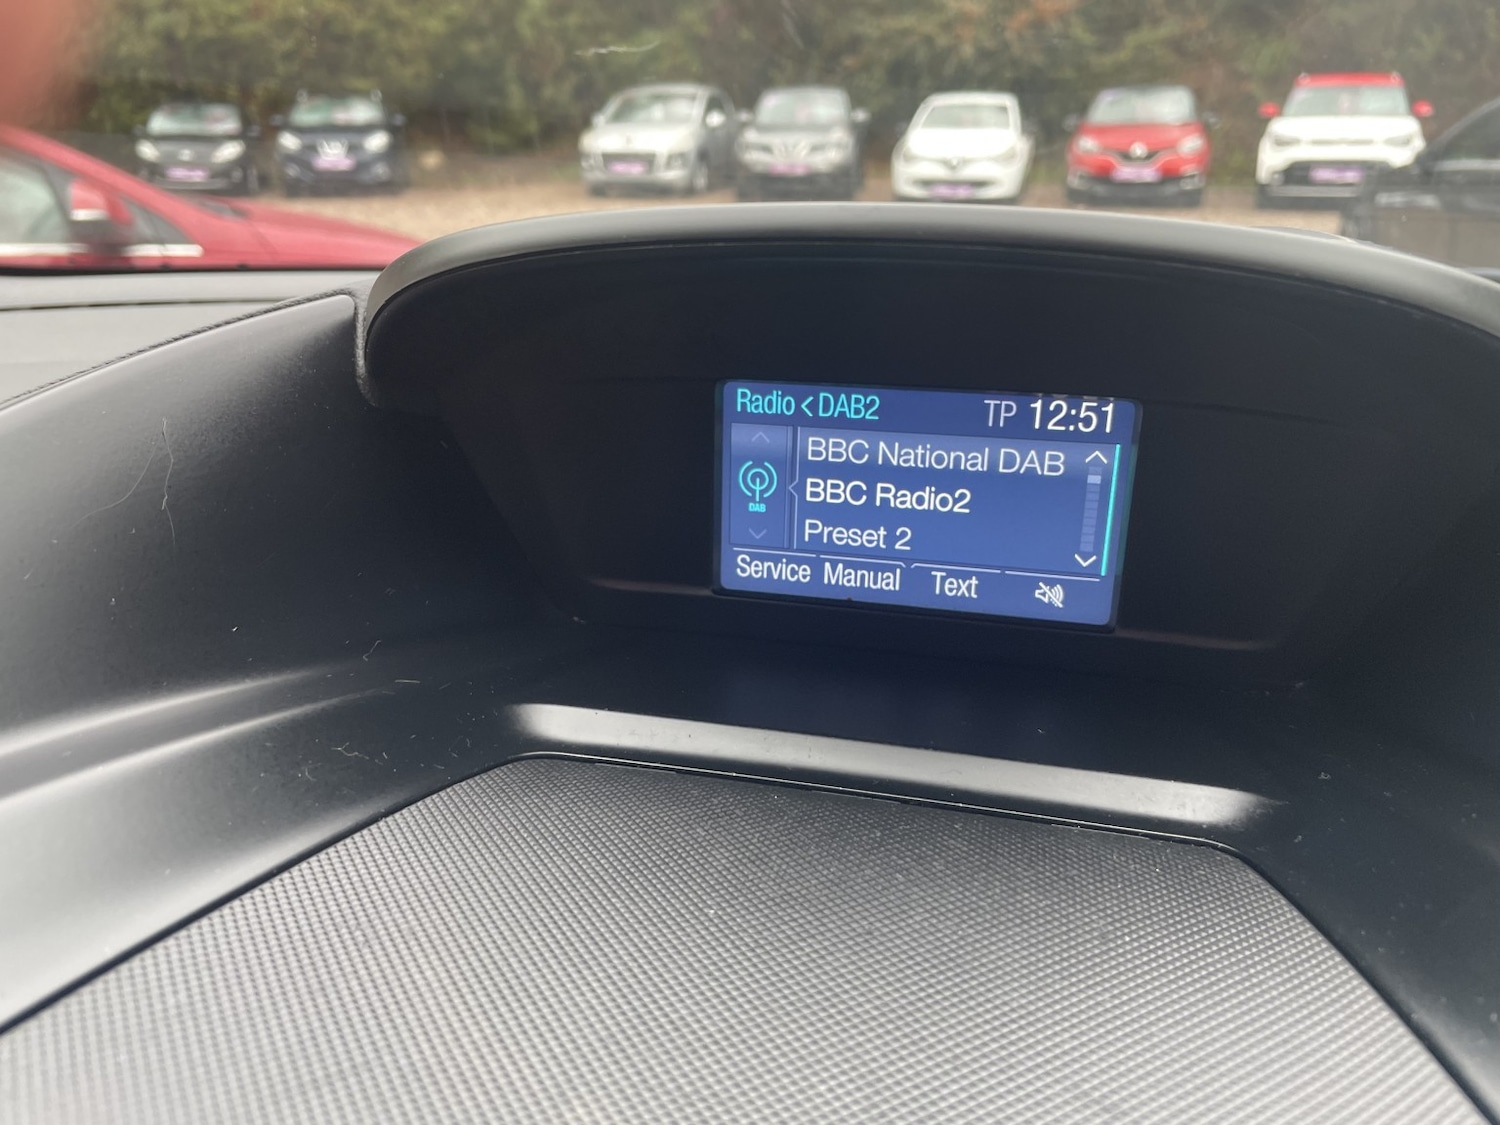 Radio < DAB2 TP 12:51
BBC National DAB
BBC Radio2
DAB
Preset 2
Service Manual Text